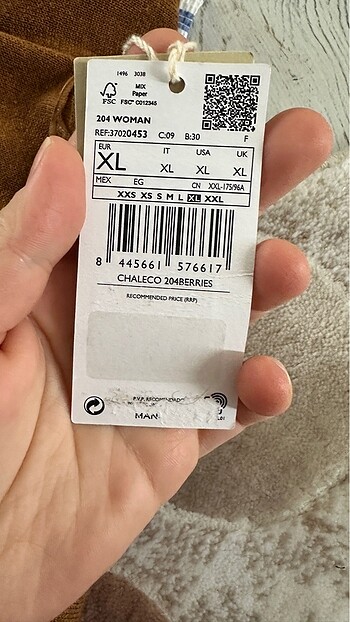 1496 3038
MIX
Paper
FSC FSC® C012345
204 WOMAN
REF:37020453 C:09 B:30 F
EUR IT USA UK
XL XL XL XL
MEX EG CN XXL-175/96A
XXS XS S M L XL XXL
8 445661 576617
CHALECO 204BERRIES
RECOMMENDED PRICE (RRP)
P.V.P. RECOMENDADO
MAN